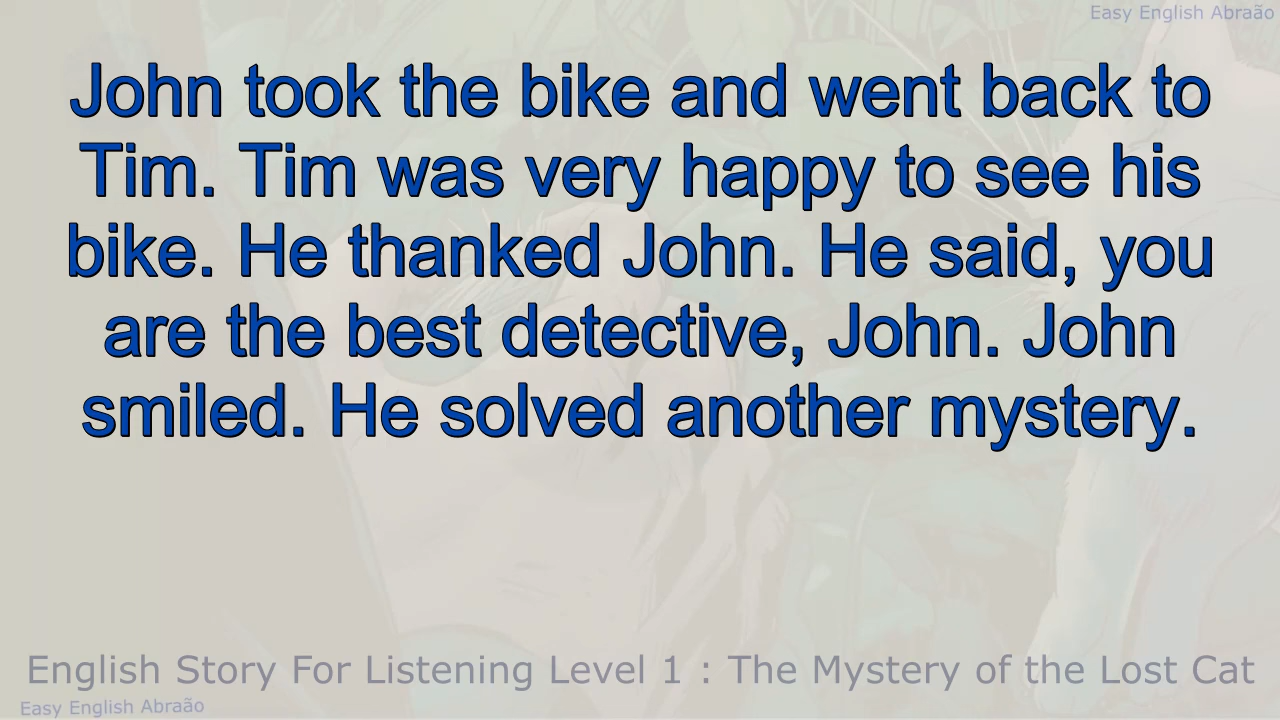 Easy English Abraão
John took the bike and went back to
Tim. Tim was very happy to see his
bike. He thanked John. He said, you
are the best detective, John. John
smiled. He solved another mystery.
English Story For Listening Level 1 : The Mystery of the Lost Cat
Easy English Abraão